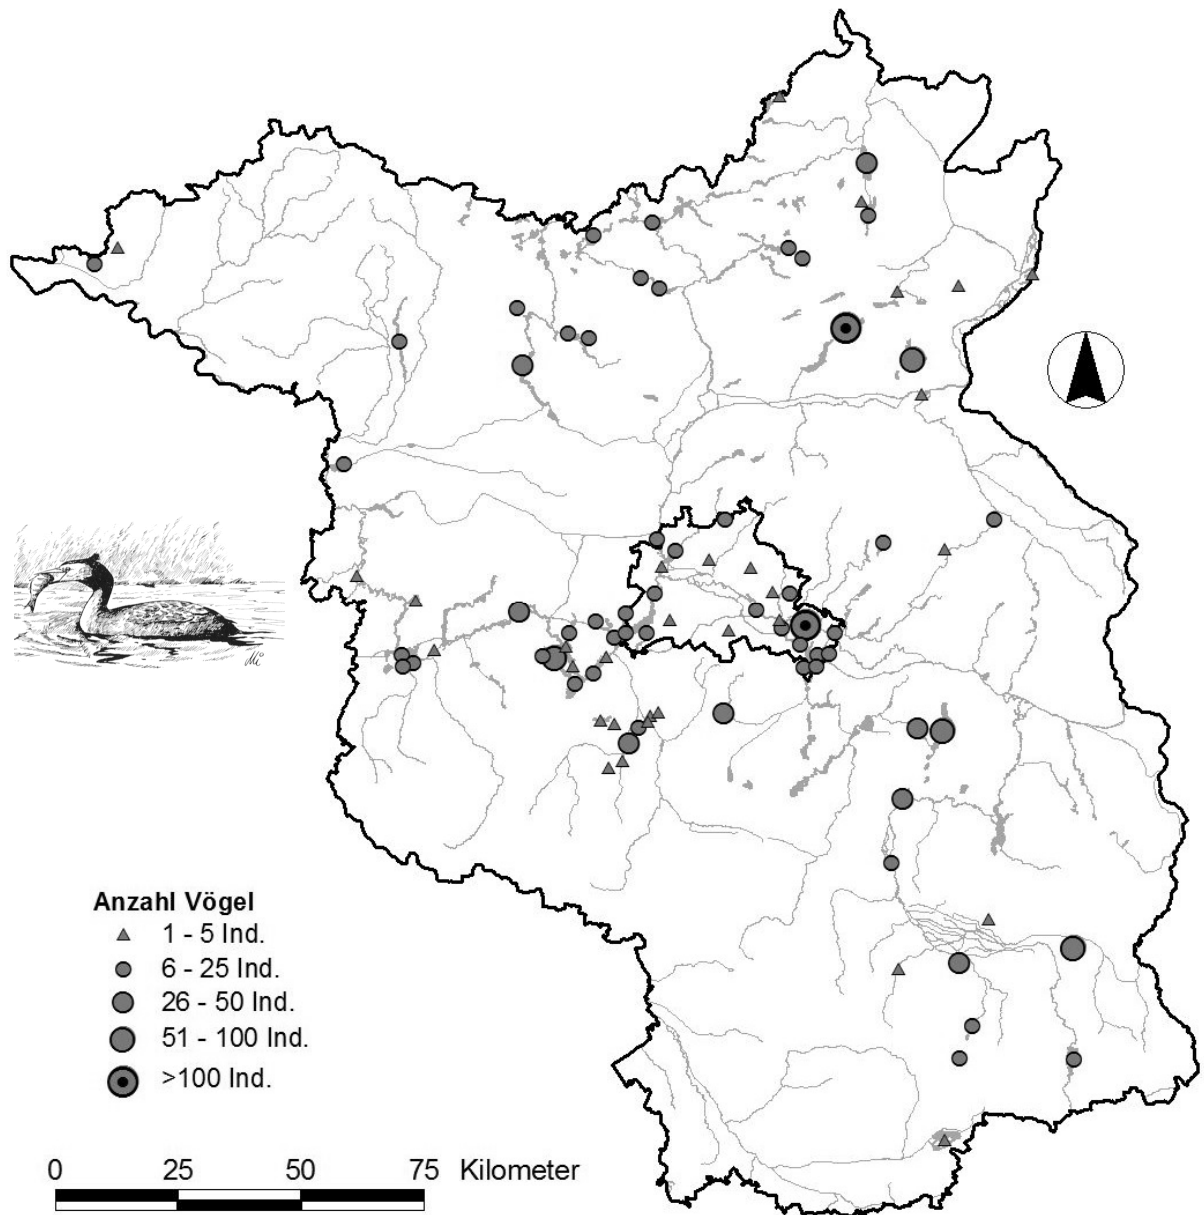 Anzahl Vögel
1 - 5 Ind.
6 - 25 Ind.
26 - 50 Ind.
51 - 100 Ind.
>100 Ind.
0 25 50 75 Kilometer